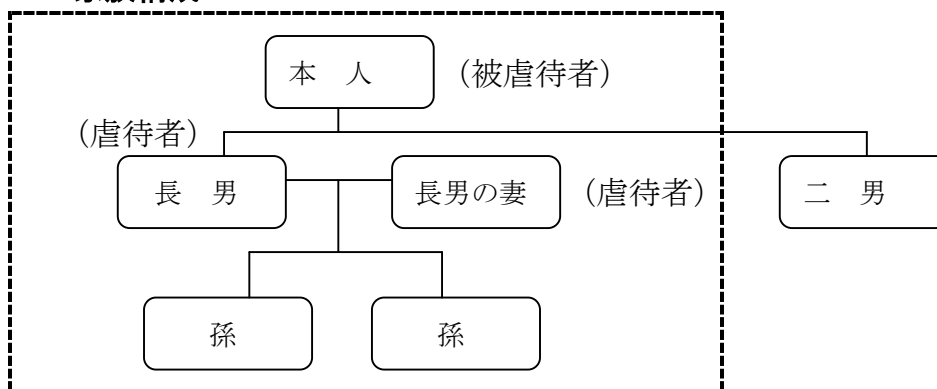 本　人　（被虐待者）
（虐待者）
長　男　長男の妻　（虐待者）　二　男
孫　孫